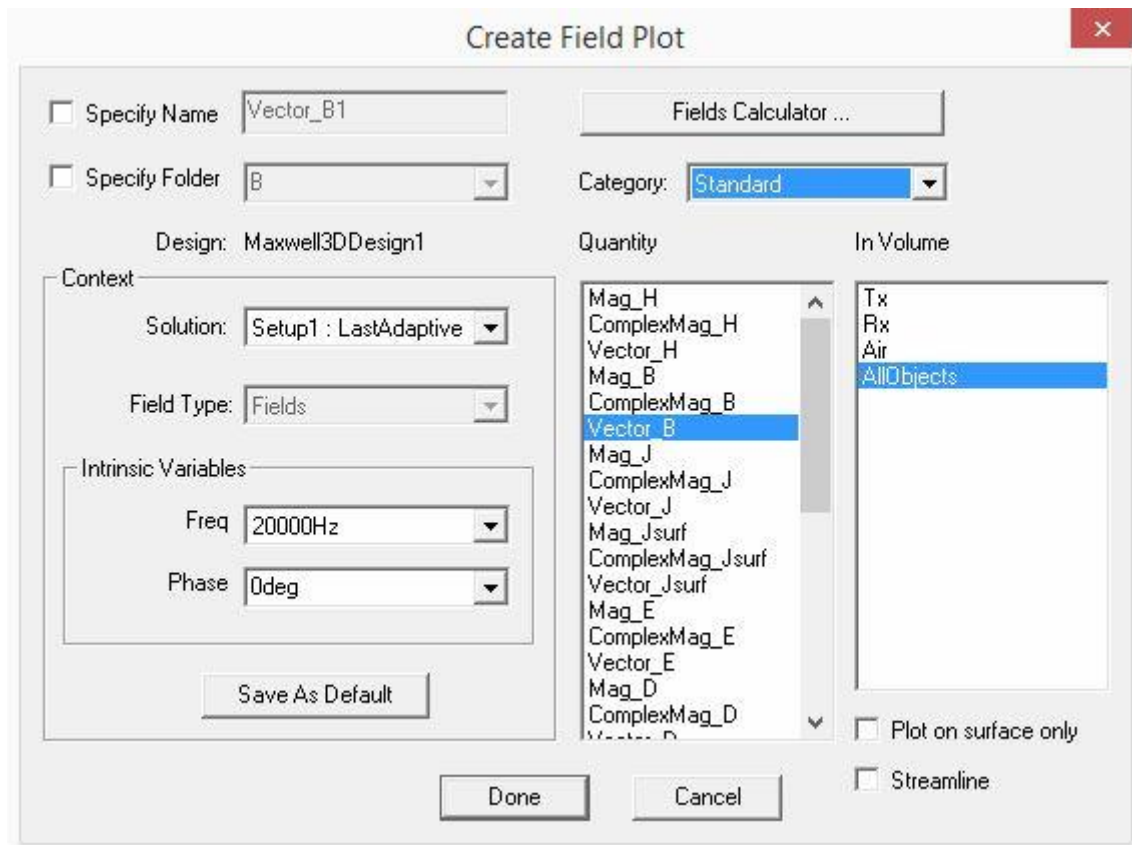 Create Field Plot
Specify Name
Vector_B1
Fields Calculator ...
Specify Folder
B
Category:
Standard
Design: Maxwell3DDesign1
Context
Solution:
Setup1 : LastAdaptive
Field Type:
Fields
Intrinsic Variables
Freq
20000Hz
Phase
0deg
Save As Default
Quantity
Mag_H
ComplexMag_H
Vector_H
Mag_B
ComplexMag_B
Vector_B
Mag_J
ComplexMag_J
Vector_J
Mag_Jsurf
ComplexMag_Jsurf
Vector_Jsurf
Mag_E
ComplexMag_E
Vector_E
Mag_D
ComplexMag_D
Vector_D
In Volume
Tx
Rx
Air
AllObjects
Plot on surface only
Streamline
Done
Cancel